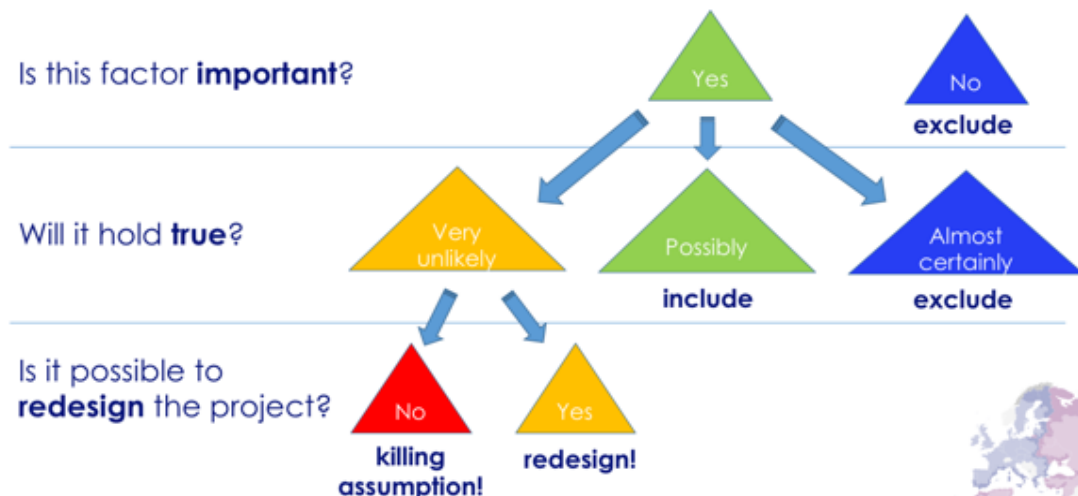 Is this factor important?
Yes
No
exclude
Will it hold true?
Very
unlikely
Possibly
Almost
certainly
include
exclude
Is it possible to
redesign the project?
No
Yes
killing
assumption!
redesign!